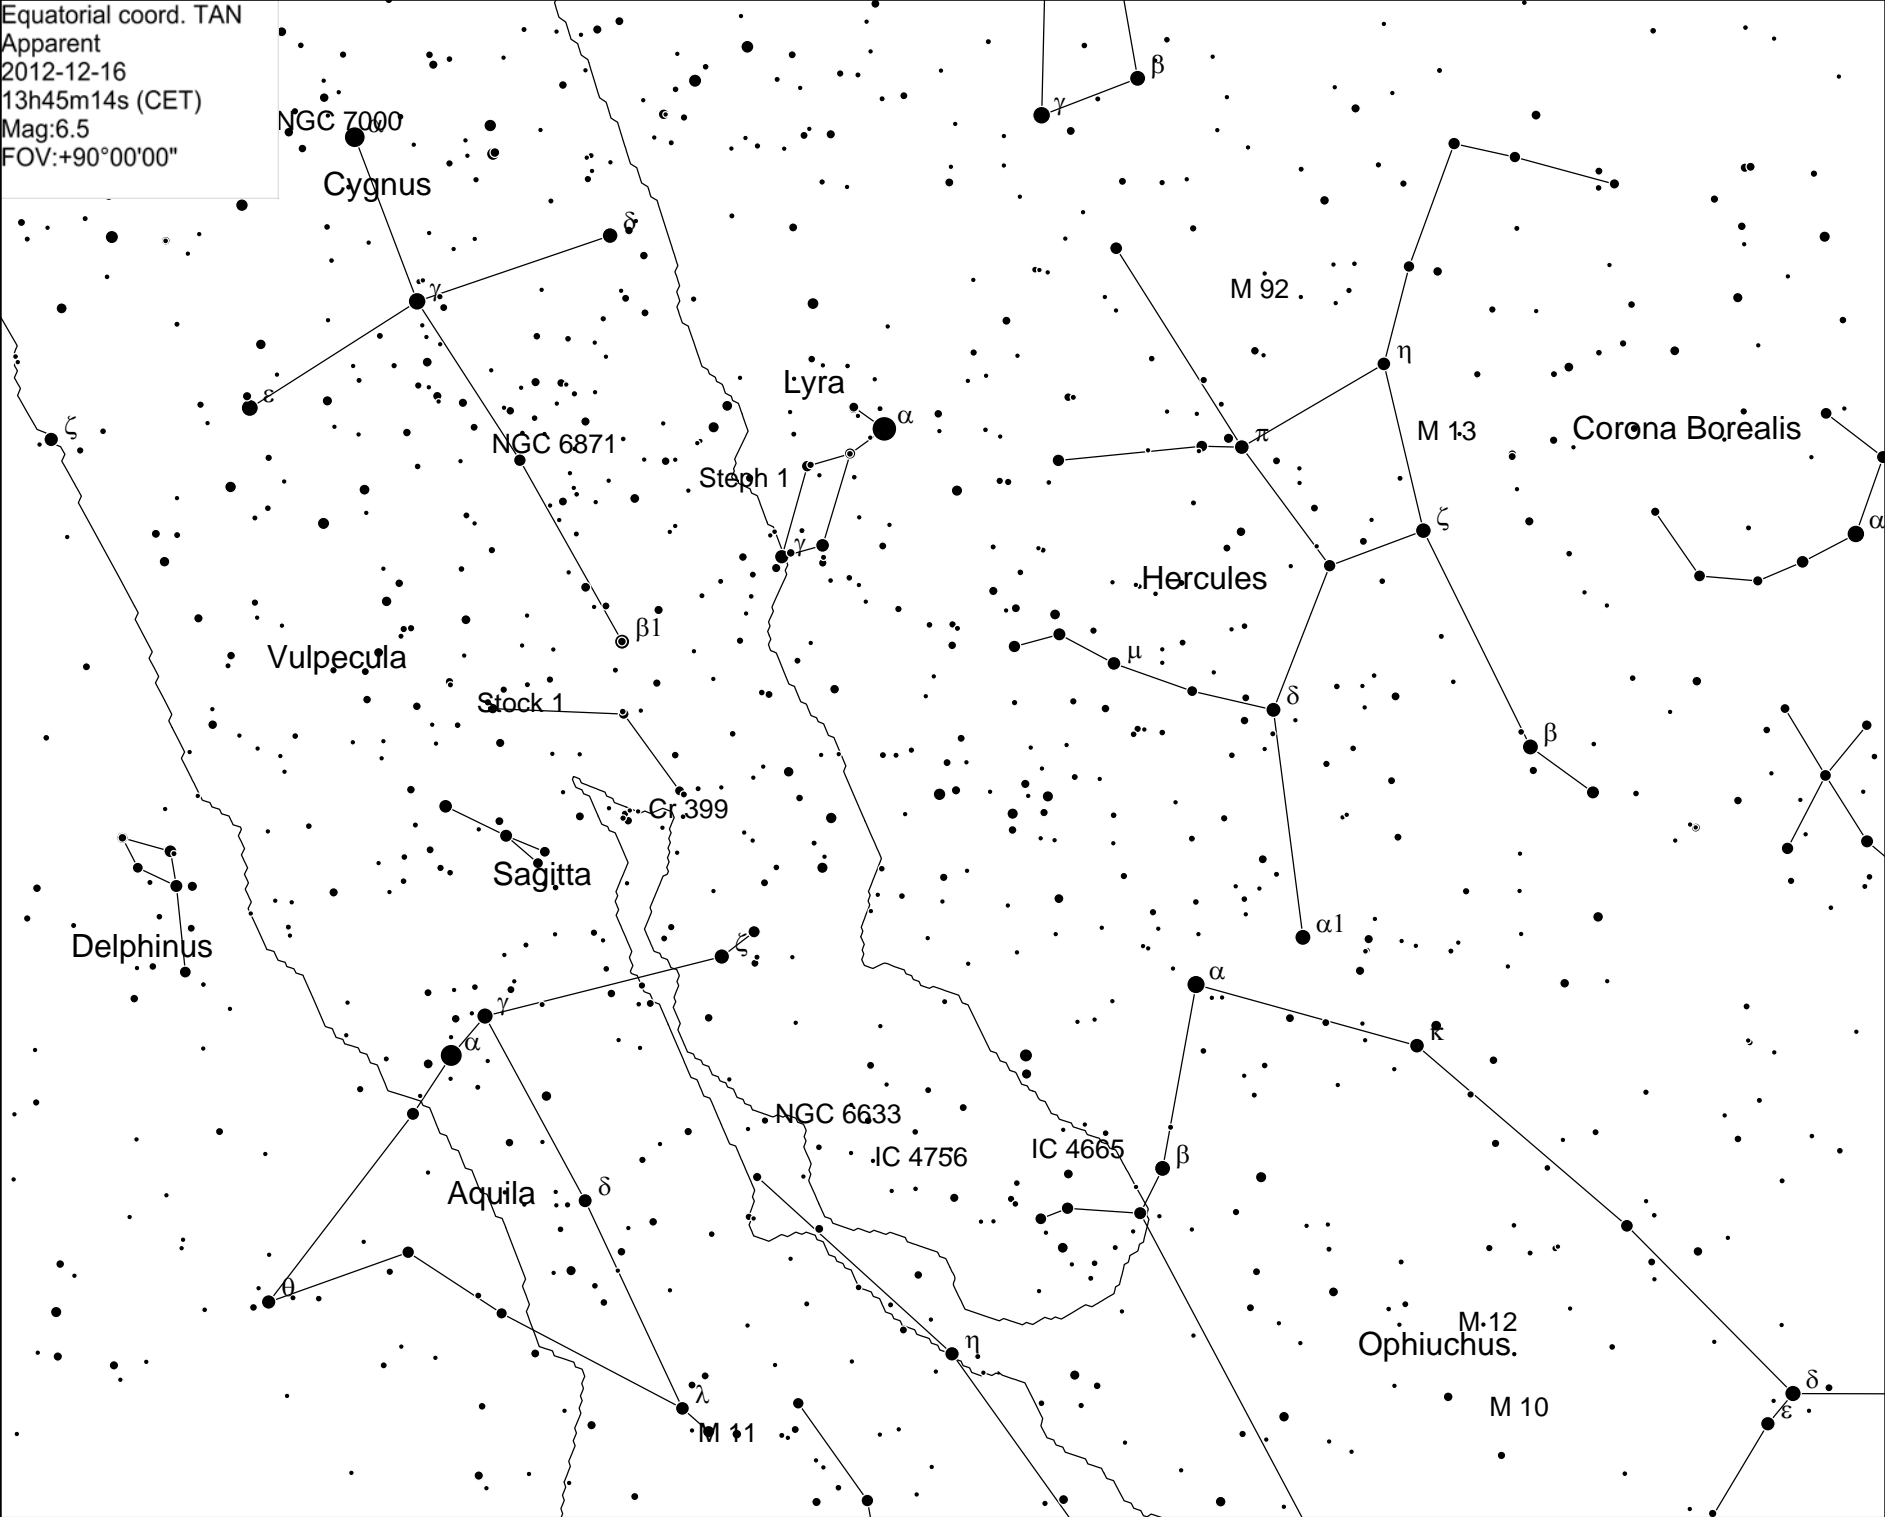 Equatorial coord. TAN
Apparent
2012-12-16
13h45m14s (CET)
Mag:6.5
FOV:+90°00'00"
β
γ
NGC 7000
α
Cygnus
δ
M 92
γ
η
Lyra
ε
α
ζ
π
M 13
Corona Borealis
NGC 6871
Steph 1
ζ
α
γ
Hercules
β1
Vulpecula
μ
δ
Stock 1
β
Cr 399
Sagitta
α1
Delphinus
ζ
α
γ
κ
α
NGC 6633
IC 4665
IC 4756
β
Aquila
δ
θ
M 12
Ophiuchus
η
δ
λ
M 10
ε
M 11